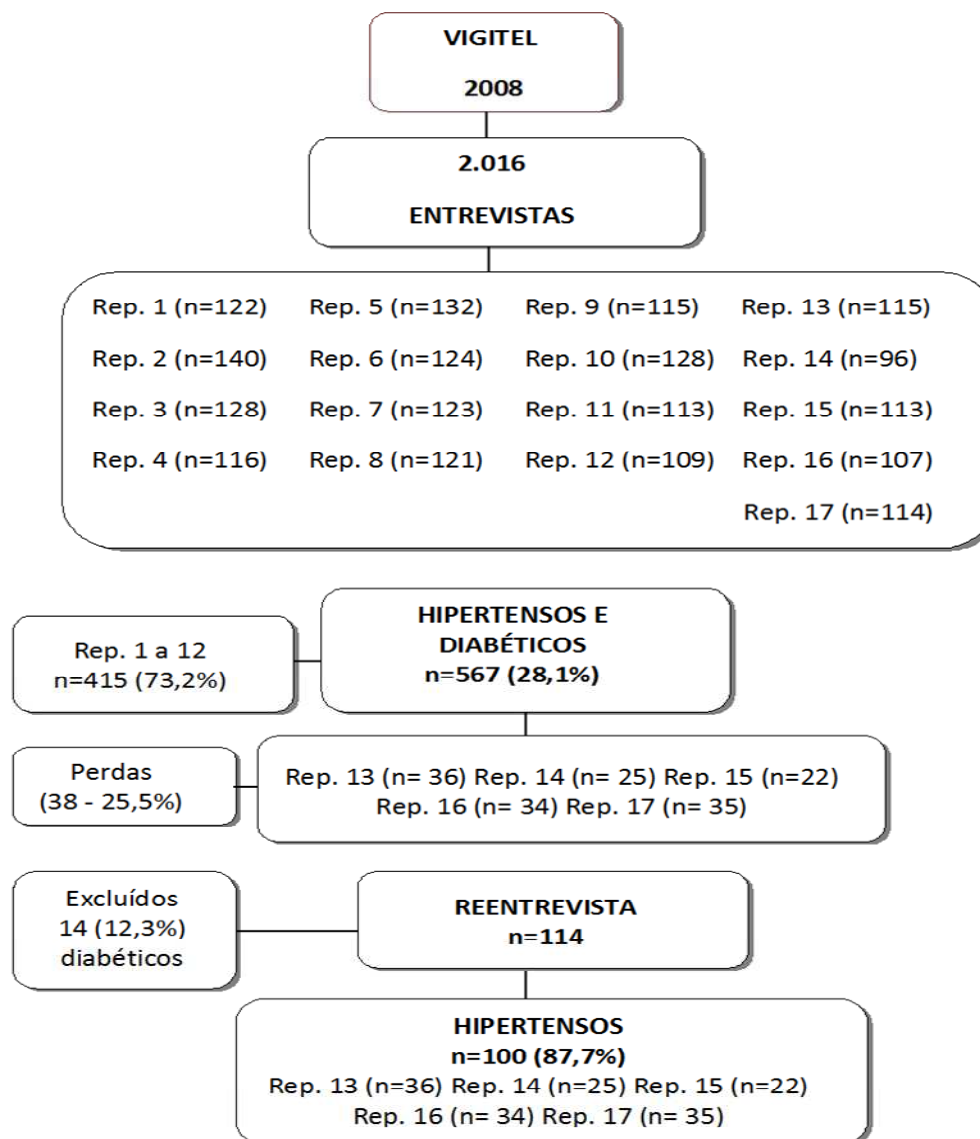 VIGITEL
2008
2.016
ENTREVISTAS
Rep. 1 (n=122) Rep. 5 (n=132) Rep. 9 (n=115) Rep. 13 (n=115)
Rep. 2 (n=140) Rep. 6 (n=124) Rep. 10 (n=128) Rep. 14 (n=96)
Rep. 3 (n=128) Rep. 7 (n=123) Rep. 11 (n=113) Rep. 15 (n=113)
Rep. 4 (n=116) Rep. 8 (n=121) Rep. 12 (n=109) Rep. 16 (n=107)
Rep. 17 (n=114)
HIPERTENSOS E
DIABÉTICOS
n=567 (28,1%)
Rep. 1 a 12
n=415 (73,2%)
Perdas
(38 - 25,5%)
Rep. 13 (n= 36) Rep. 14 (n= 25) Rep. 15 (n=22)
Rep. 16 (n= 34) Rep. 17 (n= 35)
Excluídos
14 (12,3%)
diabéticos
REENTREVISTA
n=114
HIPERTENSOS
n=100 (87,7%)
Rep. 13 (n=36) Rep. 14 (n=25) Rep. 15 (n=22)
Rep. 16 (n= 34) Rep. 17 (n= 35)